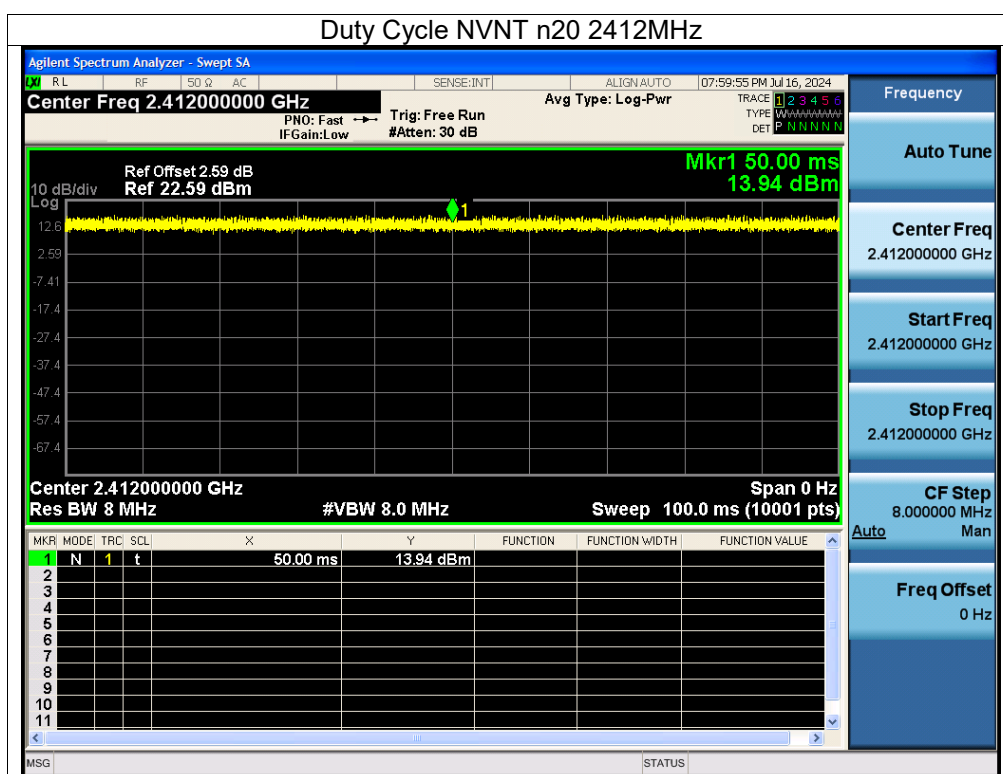 Duty Cycle NVNT n20 2412MHz
Agilent Spectrum Analyzer - Swept SA
LXI RL RF 50 Ω AC SENSE:INT ALIGN AUTO 07:59:55 PM Jul 16, 2024
Center Freq 2.412000000 GHz Avg Type: Log-Pwr TRACE 1 2 3 4 5 6
PNO: Fast Trig: Free Run TYPE WWWWWW
IFGain:Low #Atten: 30 dB DET P N N N N N
Frequency
Mkr1 50.00 ms
Ref Offset 2.59 dB
10 dB/div Ref 22.59 dBm 13.94 dBm
Log
1
12.6
2.59
-7.41
-17.4
-27.4
-37.4
-47.4
-57.4
-67.4
Center 2.412000000 GHz Span 0 Hz
Res BW 8 MHz #VBW 8.0 MHz Sweep 100.0 ms (10001 pts)
MKR MODE TRC SCL X Y FUNCTION FUNCTION WIDTH FUNCTION VALUE
1 N 1 t 50.00 ms 13.94 dBm
2
3
4
5
6
7
8
9
10
11
MSG STATUS
Auto Tune
Center Freq
2.412000000 GHz
Start Freq
2.412000000 GHz
Stop Freq
2.412000000 GHz
CF Step
8.000000 MHz
Auto Man
Freq Offset
0 Hz